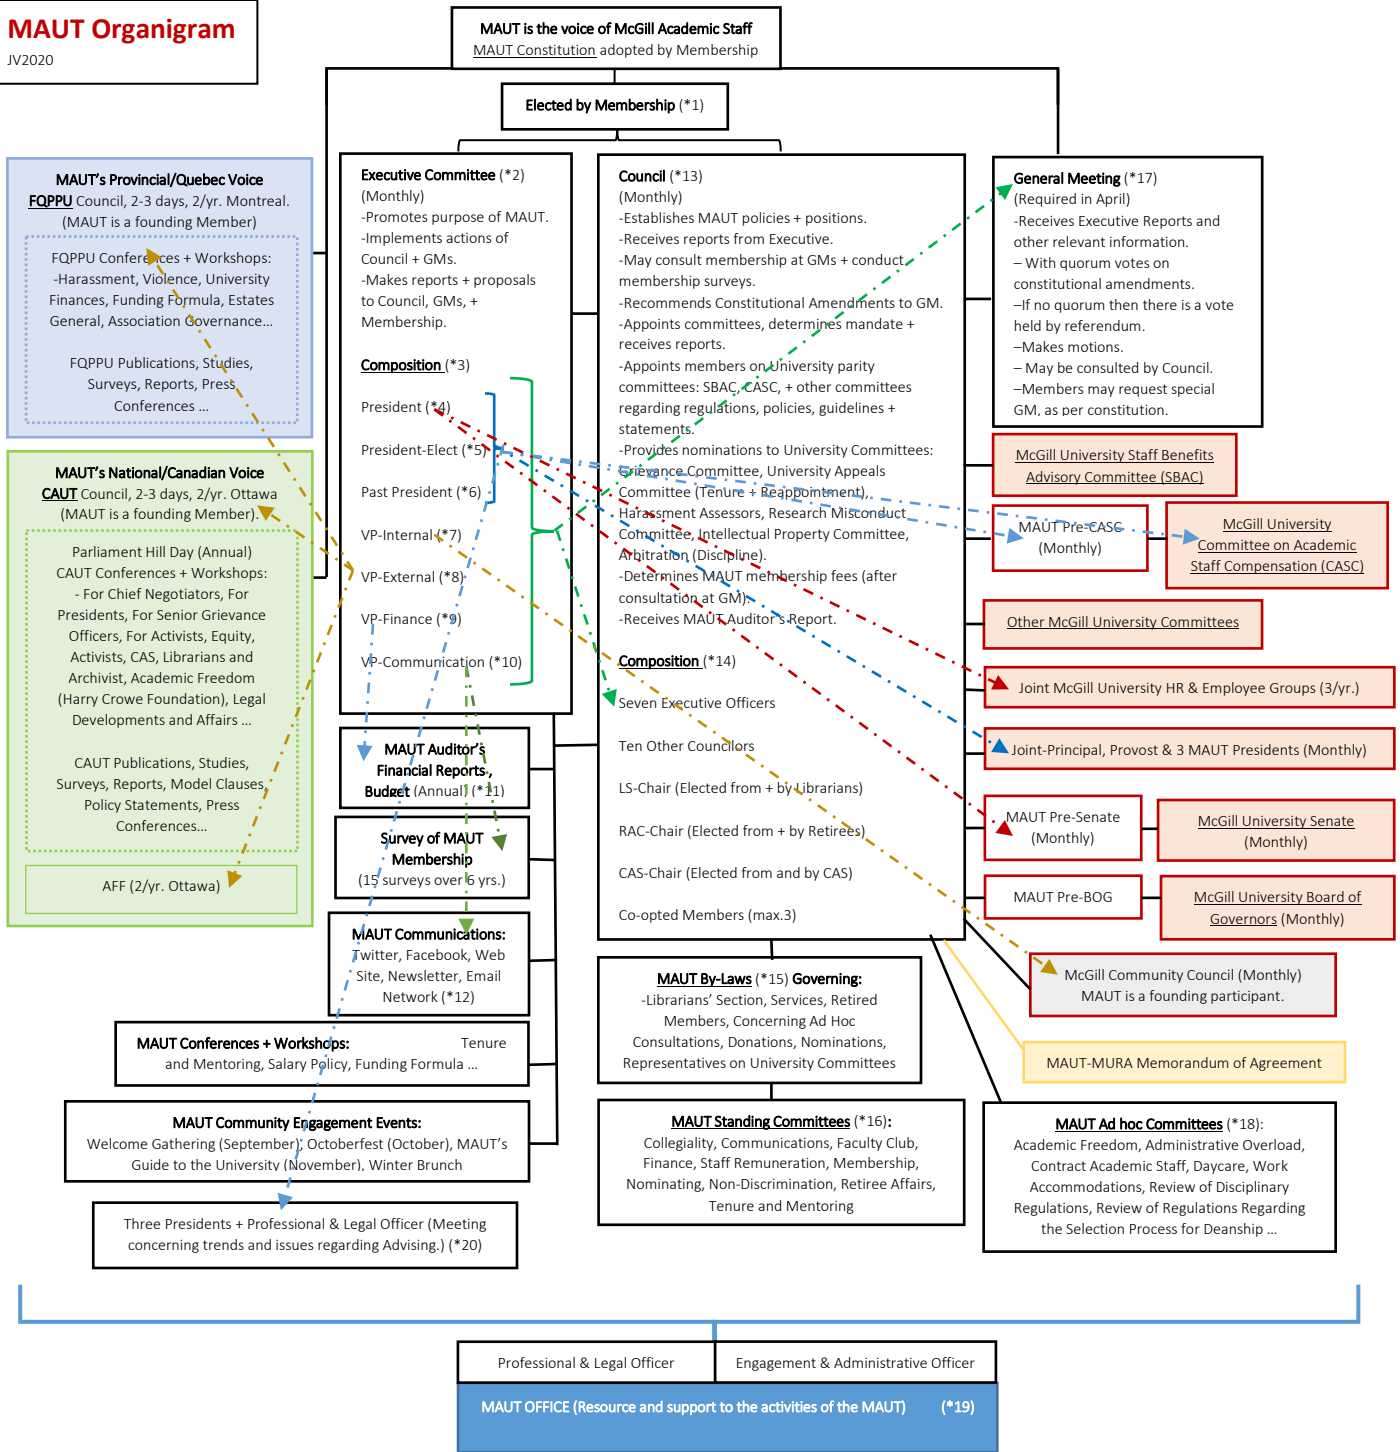 MAUT Organigram
JV2020
MAUT is the voice of McGill Academic Staff
MAUT Constitution adopted by Membership
Elected by Membership (*1)
MAUT's Provincial/Quebec Voice
FQPPU Council, 2-3 days, 2/yr. Montreal.
(MAUT is a founding Member)
FQPPU Conferences + Workshops:
-Harassment, Violence, University
Finances, Funding Formula, Estates
General, Association Governance…
FQPPU Publications, Studies,
Surveys, Reports, Press
Conferences …
MAUT's National/Canadian Voice
CAUT Council, 2-3 days, 2/yr. Ottawa
(MAUT is a founding Member).
Parliament Hill Day (Annual)
CAUT Conferences + Workshops:
- For Chief Negotiators, For
Presidents, For Senior Grievance
Officers, For Activists, Equity,
Activists, CAS, Librarians and
Archivist, Academic Freedom
(Harry Crowe Foundation), Legal
Developments and Affairs …
CAUT Publications, Studies,
Surveys, Reports, Model Clauses,
Policy Statements, Press
Conferences…
AFF (2/yr. Ottawa)
Executive Committee (*2)
(Monthly)
-Promotes purpose of MAUT.
-Implements actions of
Council + GMs.
-Makes reports + proposals
to Council, GMs, +
Membership.
Composition (*3)
President (*4)
President-Elect (*5)
Past President (*6)
VP-Internal (*7)
VP-External (*8)
VP-Finance (*9)
VP-Communication (*10)
Council (*13)
(Monthly)
-Establishes MAUT policies + positions.
-Receives reports from Executive.
-May consult membership at GMs + conduct
membership surveys.
-Recommends Constitutional Amendments to GM.
-Appoints committees, determines mandate +
receives reports.
-Appoints members on University parity
committees: SBAC, CASC, + other committees
regarding regulations, policies, guidelines +
statements.
-Provides nominations to University Committees:
Grievance Committee, University Appeals
Committee (Tenure + Reappointment),
Harassment Assessors, Research Misconduct
Committee, Intellectual Property Committee,
Arbitration (Discipline).
-Determines MAUT membership fees (after
consultation at GM).
-Receives MAUT Auditor's Report.
Composition (*14)
Seven Executive Officers
Ten Other Councilors
LS-Chair (Elected from + by Librarians)
RAC-Chair (Elected from + by Retirees)
CAS-Chair (Elected from and by CAS)
Co-opted Members (max.3)
General Meeting (*17)
(Required in April)
-Receives Executive Reports and
other relevant information.
– With quorum votes on
constitutional amendments.
-If no quorum then there is a vote
held by referendum.
–Makes motions.
– May be consulted by Council.
–Members may request special
GM, as per constitution.
McGill University Staff Benefits
Advisory Committee (SBAC)
MAUT Pre-CASC
(Monthly)
McGill University
Committee on Academic
Staff Compensation (CASC)
Other McGill University Committees
Joint McGill University HR & Employee Groups (3/yr.)
Joint-Principal, Provost & 3 MAUT Presidents (Monthly)
MAUT Pre-Senate
(Monthly)
McGill University Senate
(Monthly)
MAUT Pre-BOG
McGill University Board of
Governors (Monthly)
McGill Community Council (Monthly)
MAUT is a founding participant.
MAUT-MURA Memorandum of Agreement
MAUT Auditor's
Financial Reports,
Budget (Annual) (*11)
Survey of MAUT
Membership
(15 surveys over 6 yrs.)
MAUT Communications:
Twitter, Facebook, Web
Site, Newsletter, Email
Network (*12)
MAUT Conferences + Workshops: Tenure
and Mentoring, Salary Policy, Funding Formula …
MAUT Community Engagement Events:
Welcome Gathering (September), Octoberfest (October), MAUT's
Guide to the University (November), Winter Brunch
Three Presidents + Professional & Legal Officer (Meeting
concerning trends and issues regarding Advising.) (*20)
MAUT By-Laws (*15) Governing:
-Librarians' Section, Services, Retired
Members, Concerning Ad Hoc
Consultations, Donations, Nominations,
Representatives on University Committees
MAUT Standing Committees (*16):
Collegiality, Communications, Faculty Club,
Finance, Staff Remuneration, Membership,
Nominating, Non-Discrimination, Retiree Affairs,
Tenure and Mentoring
MAUT Ad hoc Committees (*18):
Academic Freedom, Administrative Overload,
Contract Academic Staff, Daycare, Work
Accommodations, Review of Disciplinary
Regulations, Review of Regulations Regarding
the Selection Process for Deanship …
Professional & Legal Officer
Engagement & Administrative Officer
MAUT OFFICE (Resource and support to the activities of the MAUT) (*19)